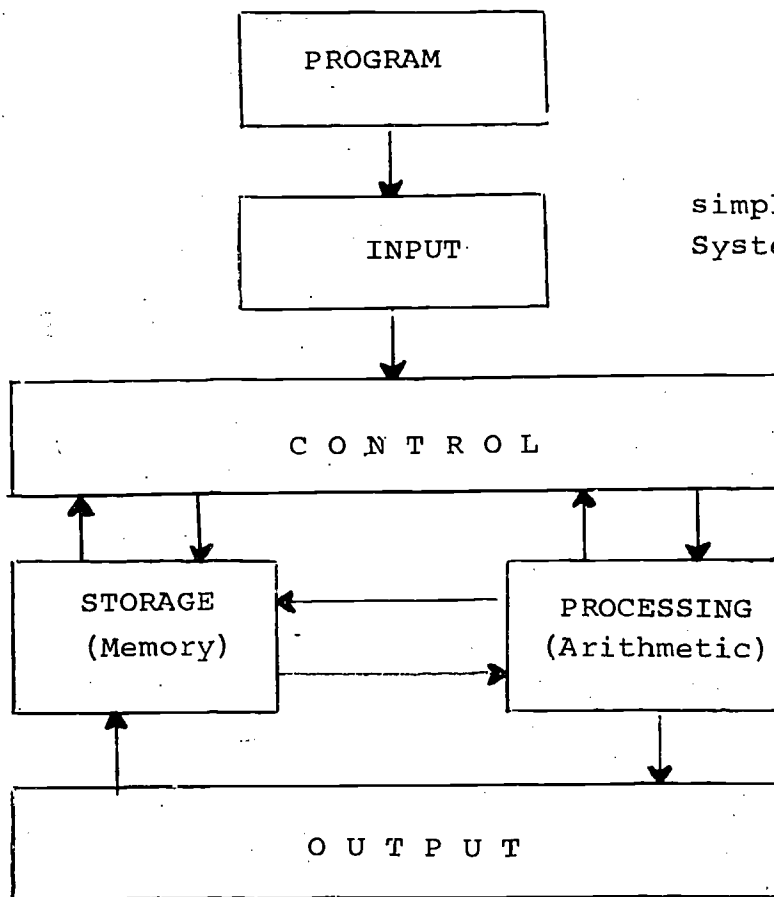 PROGRAM
INPUT
simpl
Syste
C O N T R O L
STORAGE
(Memory)
PROCESSING
(Arithmetic)
O U T P U T